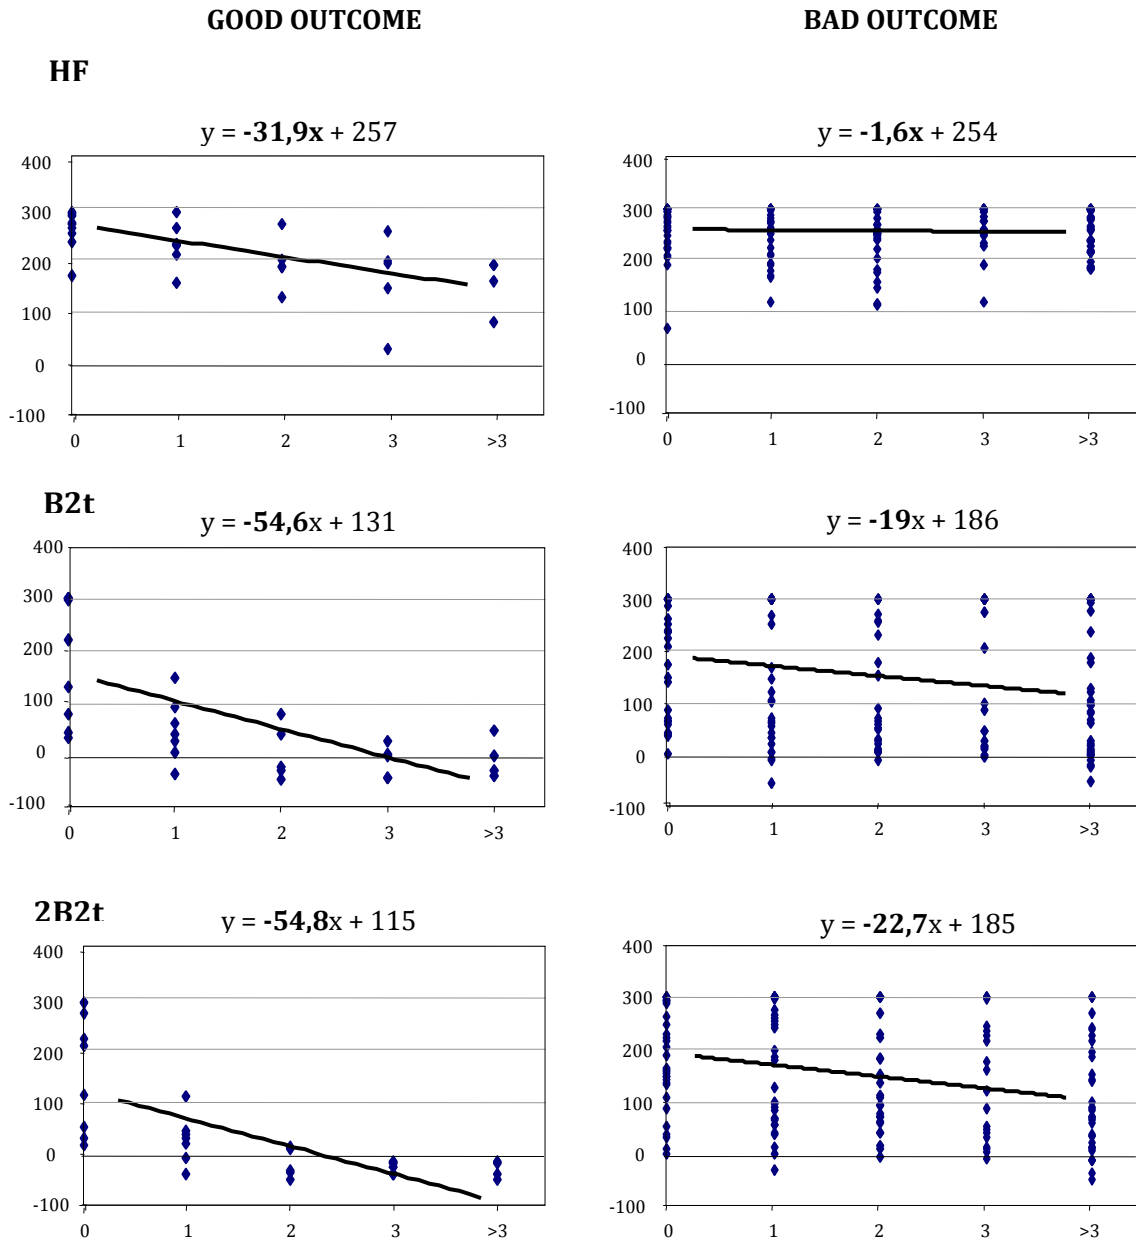 GOOD OUTCOME BAD OUTCOME
HF
y = -31,9x + 257 y = -1,6x + 254
400 400
300 300
200 200
100 100
0 0
-100 -100
0 1 2 3 >3 0 1 2 3 >3
B2t
y = -54,6x + 131 y = -19x + 186
400 400
300 300
200 200
100 100
0 0
-100 -100
0 1 2 3 >3 0 1 2 3 >3
2B2t
y = -54,8x + 115 y = -22,7x + 185
400 400
300 300
200 200
100 100
0 0
-100 -100
0 1 2 3 >3 0 1 2 3 >3